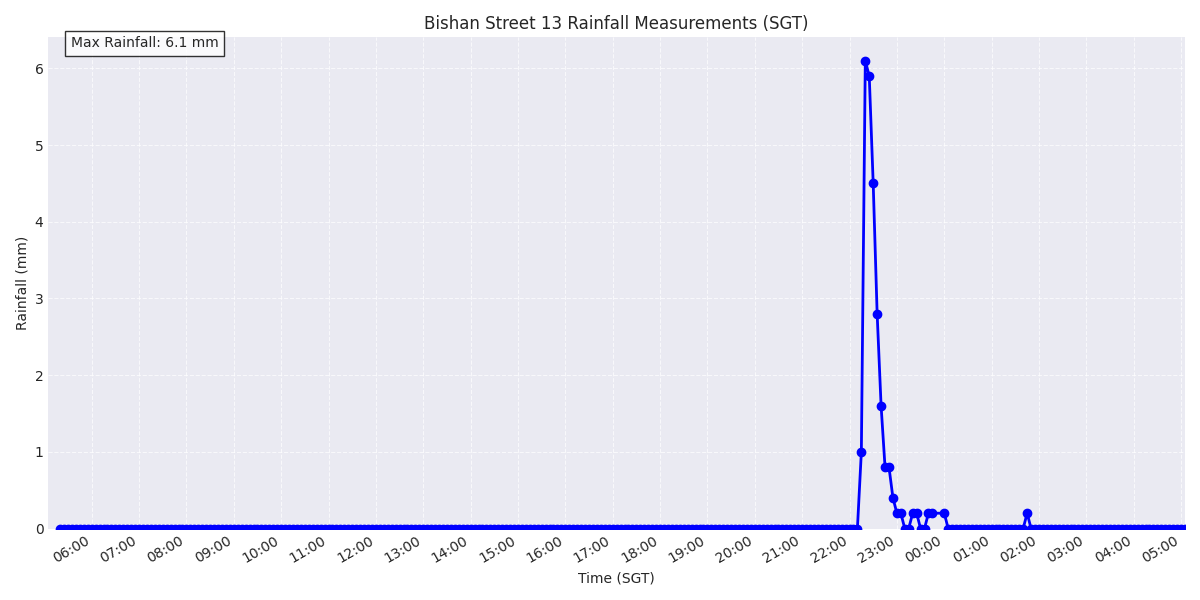 Bishan Street 13 Rainfall Measurements (SGT)
Max Rainfall: 6.1 mm
6
5
4
3
2
1
0
Rainfall (mm)
06:00 07:00 08:00 09:00 10:00 11:00 12:00 13:00 14:00 15:00 16:00 17:00 18:00 19:00 20:00 21:00 22:00 23:00 00:00 01:00 02:00 03:00 04:00 05:00
Time (SGT)